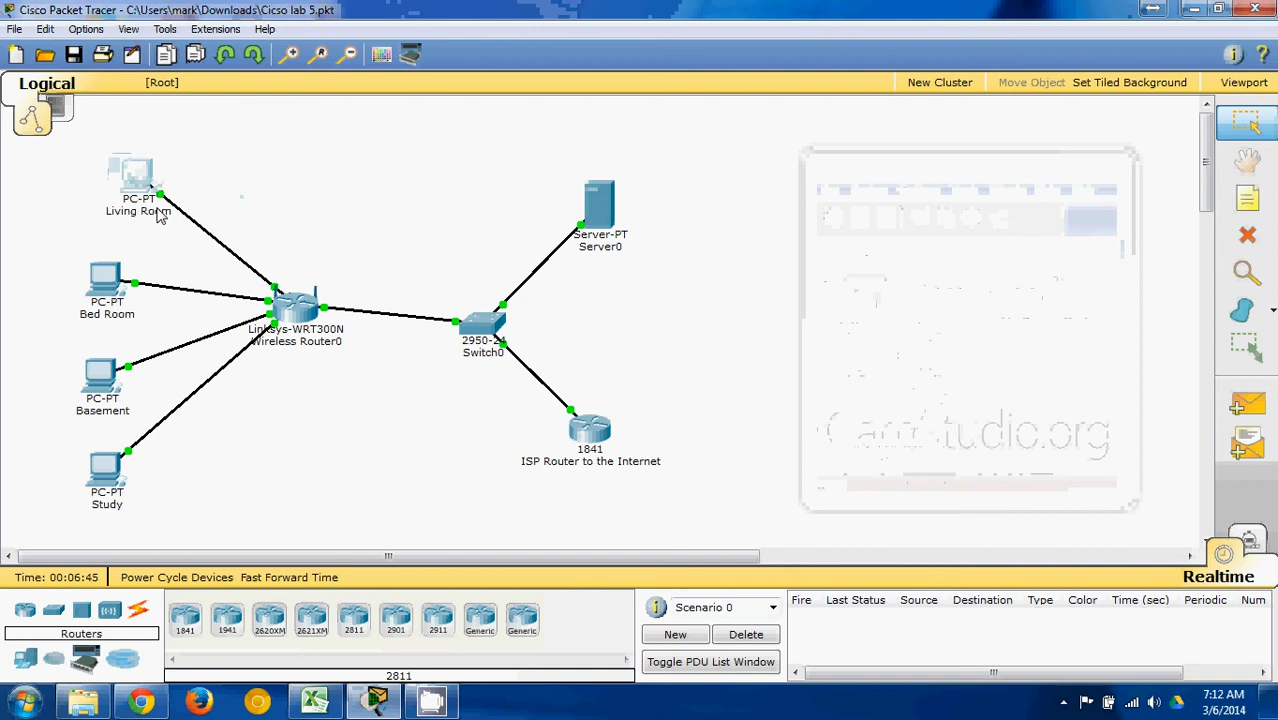 Cisco Packet Tracer - C:\Users\mark\Downloads\Cicso lab 5.pkt
File Edit Options View Tools Extensions Help
Logical [Root] New Cluster Move Object Set Tiled Background Viewport
PC-PT
Living Room
Server-PT
Server0
PC-PT
Bed Room
Linksys-WRT300N
Wireless Router0
2950-24
Switch0
PC-PT
Basement
CamStudio.org
1841
ISP Router to the Internet
PC-PT
Study
Time: 00:06:45 Power Cycle Devices Fast Forward Time Realtime
Routers
1841 1941 2620XM 2621XM 2811 2901 2911 Generic Generic
2811
Scenario 0
New Delete
Toggle PDU List Window
Fire Last Status Source Destination Type Color Time (sec) Periodic Num
7:12 AM
3/6/2014